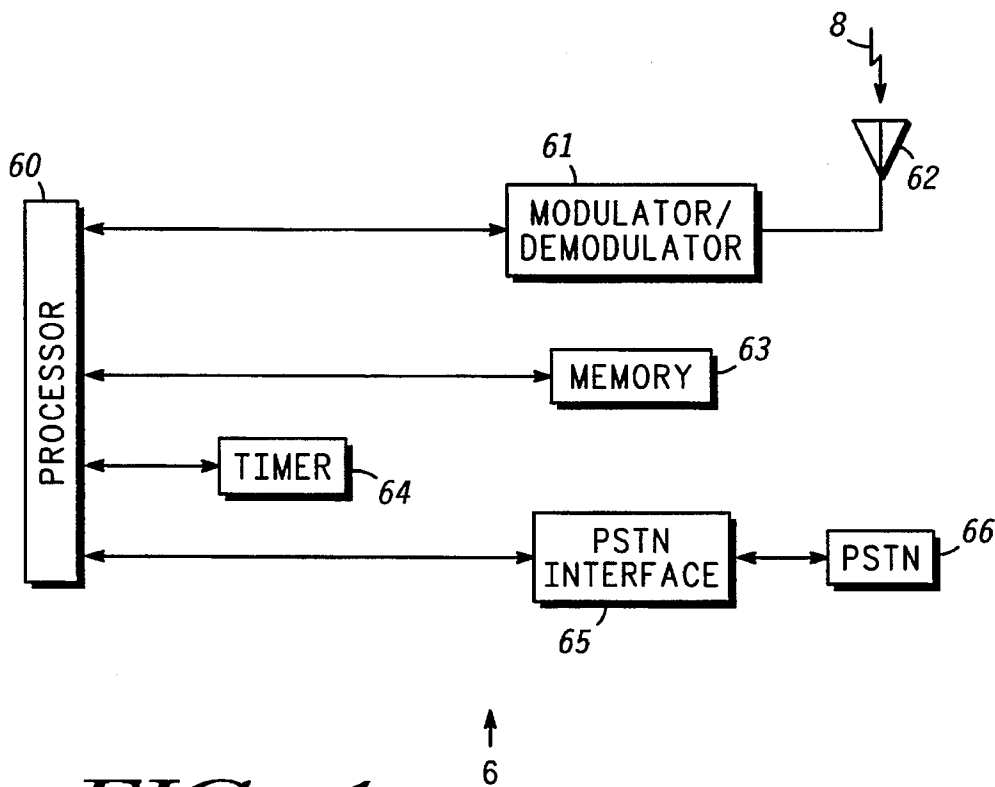 8
60
61
62
MODULATOR/
DEMODULATOR
PROCESSOR
63
MEMORY
TIMER
64
PSTN
INTERFACE
65
PSTN
66
6